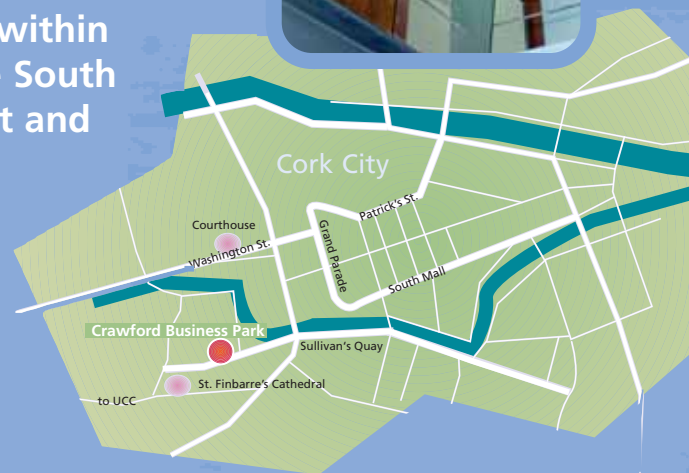 within
South
t and
Cork City
Patrick's St.
Courthouse
Grand Parade
Washington St.
South Mall
Crawford Business Park
Sullivan's Quay
St. Finbarre's Cathedral
to UCC